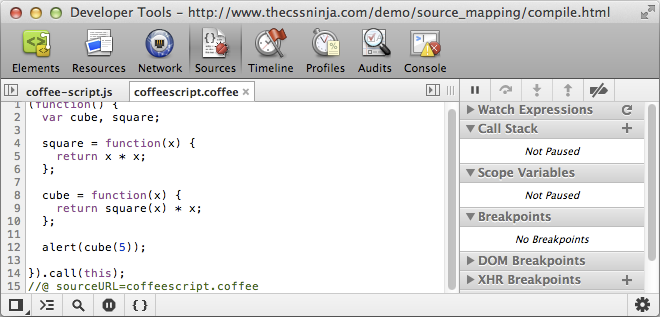 Developer Tools - http://www.thecssninja.com/demo/source_mapping/compile.html
Elements Resources Network Sources Timeline Profiles Audits Console
coffee-script.js coffeescript.coffee ×
1 (function() {
2 var cube, square;
3
4 square = function(x) {
5 return x * x;
6 };
7
8 cube = function(x) {
9 return square(x) * x;
10 };
11
12 alert(cube(5));
13
14 }).call(this);
15 //@ sourceURL=coffeescript.coffee
Watch Expressions
Call Stack +
Not Paused
Scope Variables
Not Paused
Breakpoints
No Breakpoints
DOM Breakpoints
XHR Breakpoints +
{ }